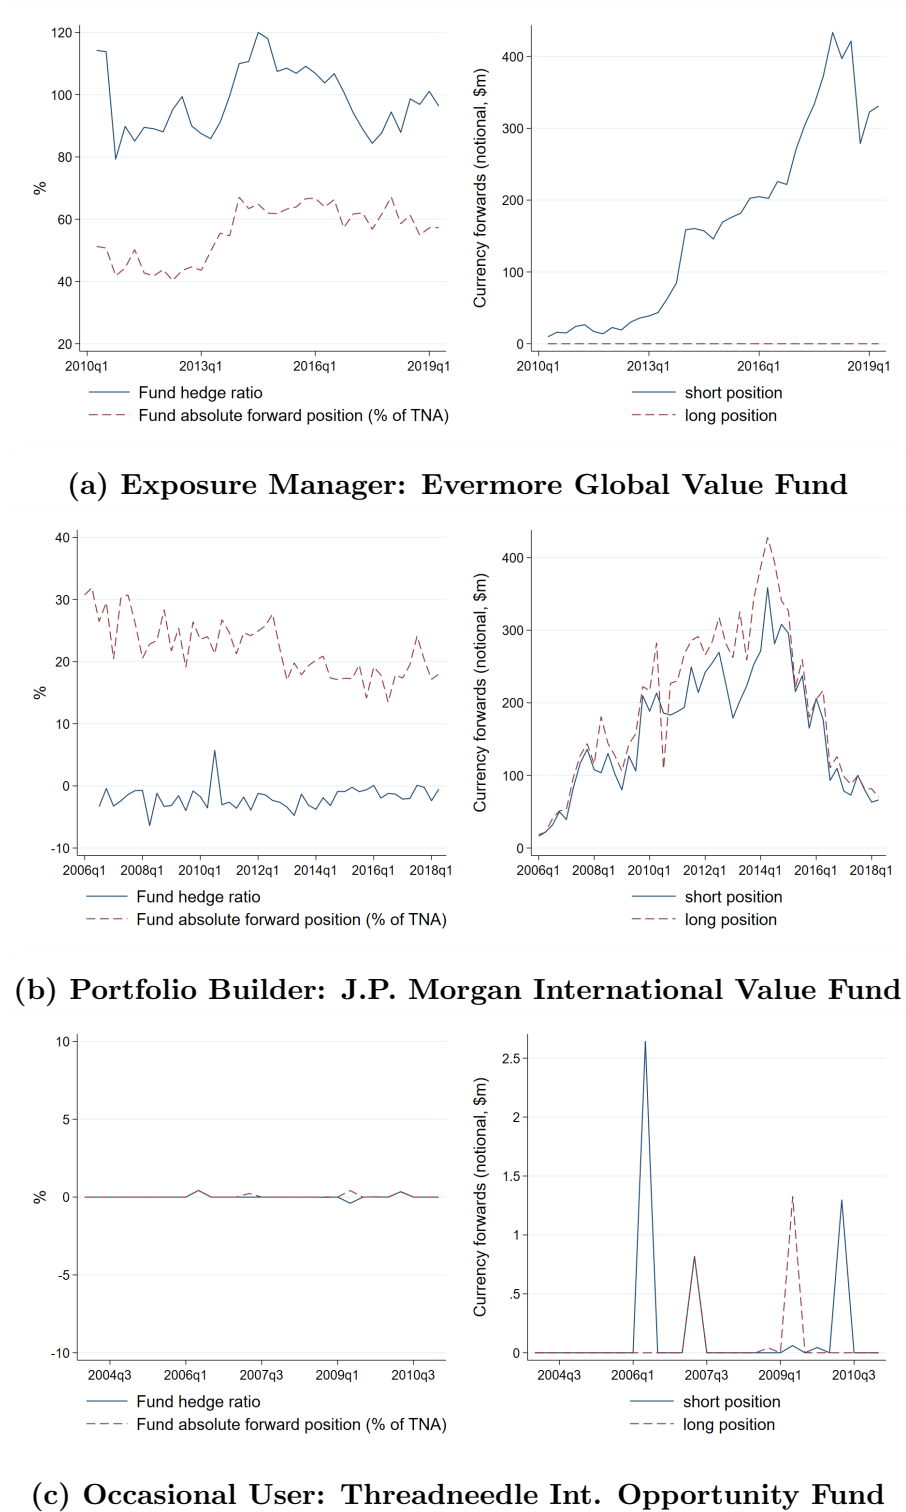 120
100
80
60
40
20
%
2010q1 2013q1 2016q1 2019q1
Fund hedge ratio
Fund absolute forward position (% of TNA)
400
300
200
100
0
Currency forwards (notional, $m)
2010q1 2013q1 2016q1 2019q1
short position
long position
(a) Exposure Manager: Evermore Global Value Fund
40
30
20
10
0
-10
%
2006q1 2008q1 2010q1 2012q1 2014q1 2016q1 2018q1
Fund hedge ratio
Fund absolute forward position (% of TNA)
400
300
200
100
0
Currency forwards (notional, $m)
2006q1 2008q1 2010q1 2012q1 2014q1 2016q1 2018q1
short position
long position
(b) Portfolio Builder: J.P. Morgan International Value Fund
10
5
0
-5
-10
%
2004q3 2006q1 2007q3 2009q1 2010q3
Fund hedge ratio
Fund absolute forward position (% of TNA)
2.5
2
1.5
1
.5
0
Currency forwards (notional, $m)
2004q3 2006q1 2007q3 2009q1 2010q3
short position
long position
(c) Occasional User: Threadneedle Int. Opportunity Fund